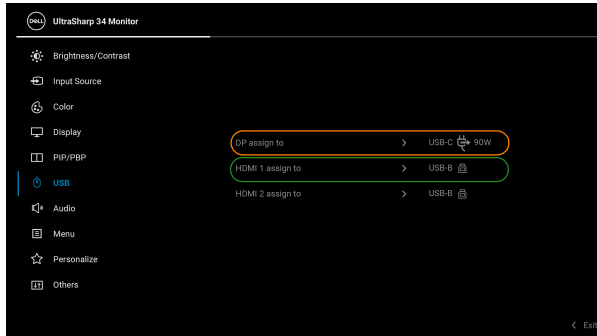 DELL UltraSharp 34 Monitor
Brightness/Contrast
Input Source
Color
Display
DP assign to > USB-C 90W
PIP/PBP
HDMI 1 assign to > USB-B
USB
HDMI 2 assign to > USB-B
Audio
Menu
Personalize
Others
< Exit